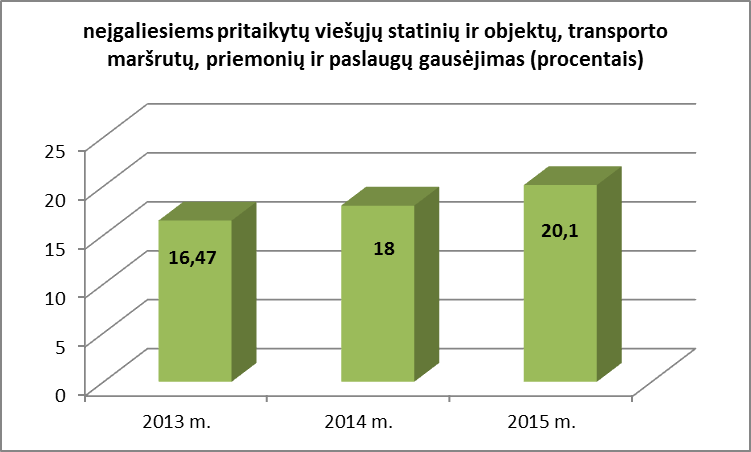 neįgaliesiems pritaikytų viešųjų statinių ir objektų, transporto
maršrutų, priemonių ir paslaugų gausėjimas (procentais)
25
20
15
10
5
0
16,47
18
20,1
2013 m.
2014 m.
2015 m.